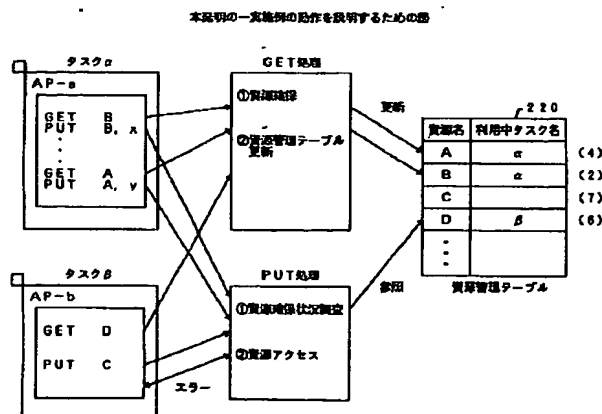 本発明の一実施例の動作を説明するための図
タスクα
AP-a
GET B
PUT B, x
GET A
PUT A, y
GET処理
①資源確保
②資源管理テーブル
更新
更新
220
資源名 利用中タスク名
A α (4)
B α (2)
C (7)
D β (6)
資源管理テーブル
タスクβ
AP-b
GET D
PUT C
エラー
PUT処理
①資源確保状況調査
②資源アクセス
参照